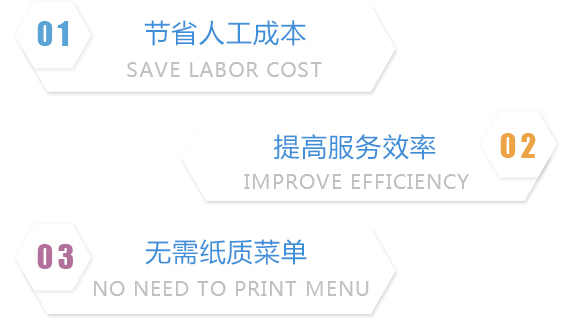 01
节省人工成本
SAVE LABOR COST
提高服务效率
02
IMPROVE EFFICIENCY
03
无需纸质菜单
NO NEED TO PRINT MENU